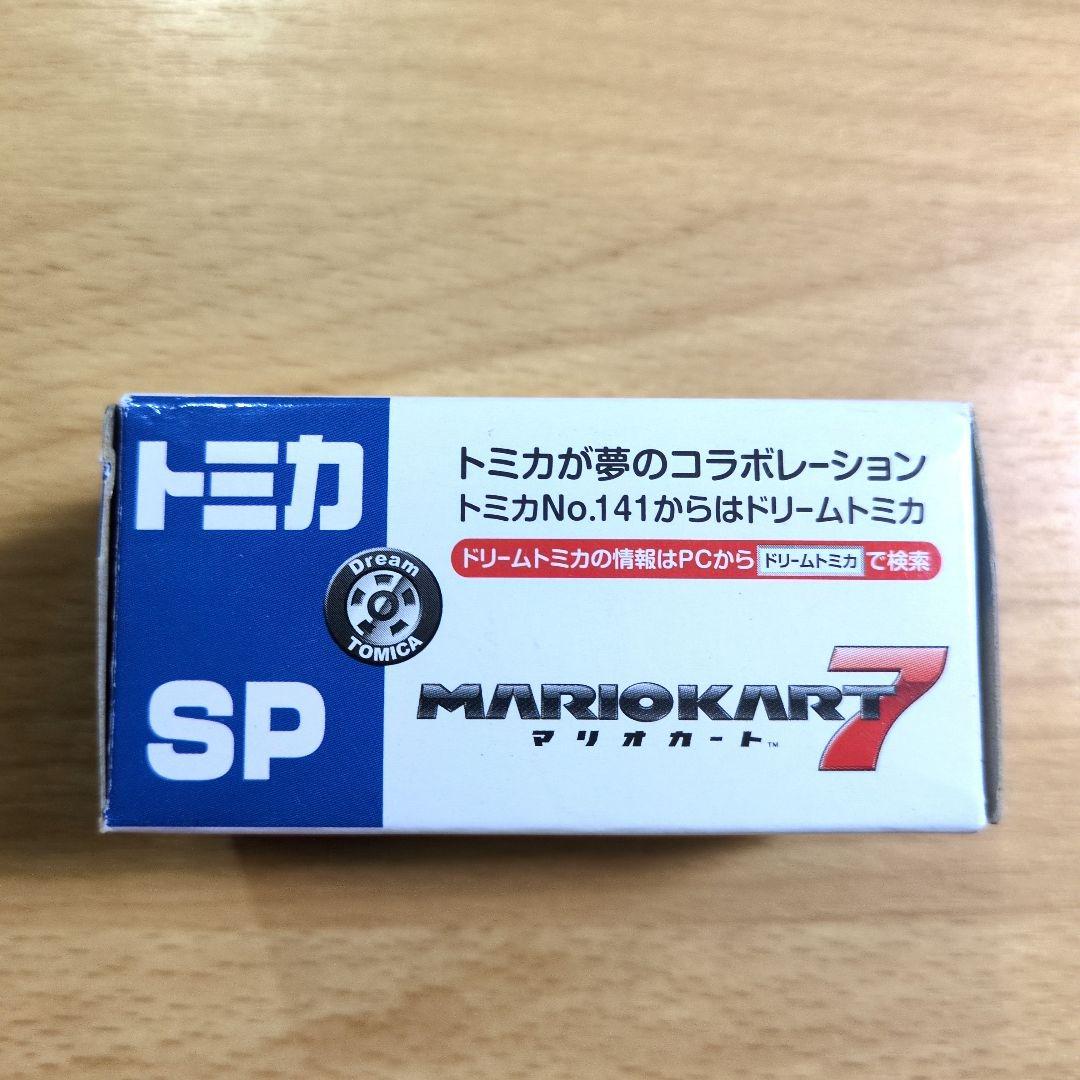 トミカ
Dream
TOMICA
SP
トミカが夢のコラボレーション
トミカNo.141からはドリームトミカ
ドリームトミカの情報はPCから ドリームトミカ で検索
MARIOKART7
マリオカート™